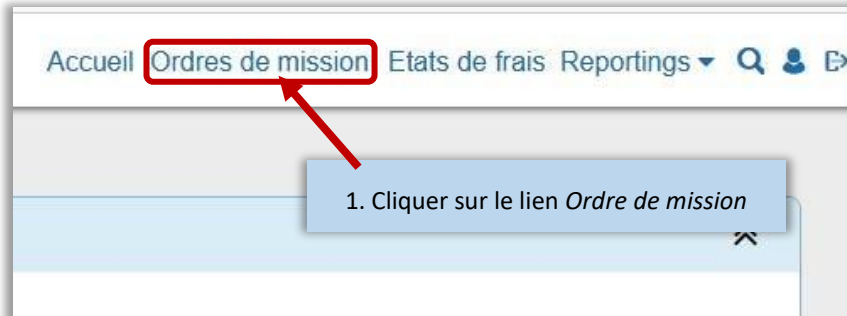 Accueil Ordres de mission Etats de frais Reportings
1. Cliquer sur le lien Ordre de mission